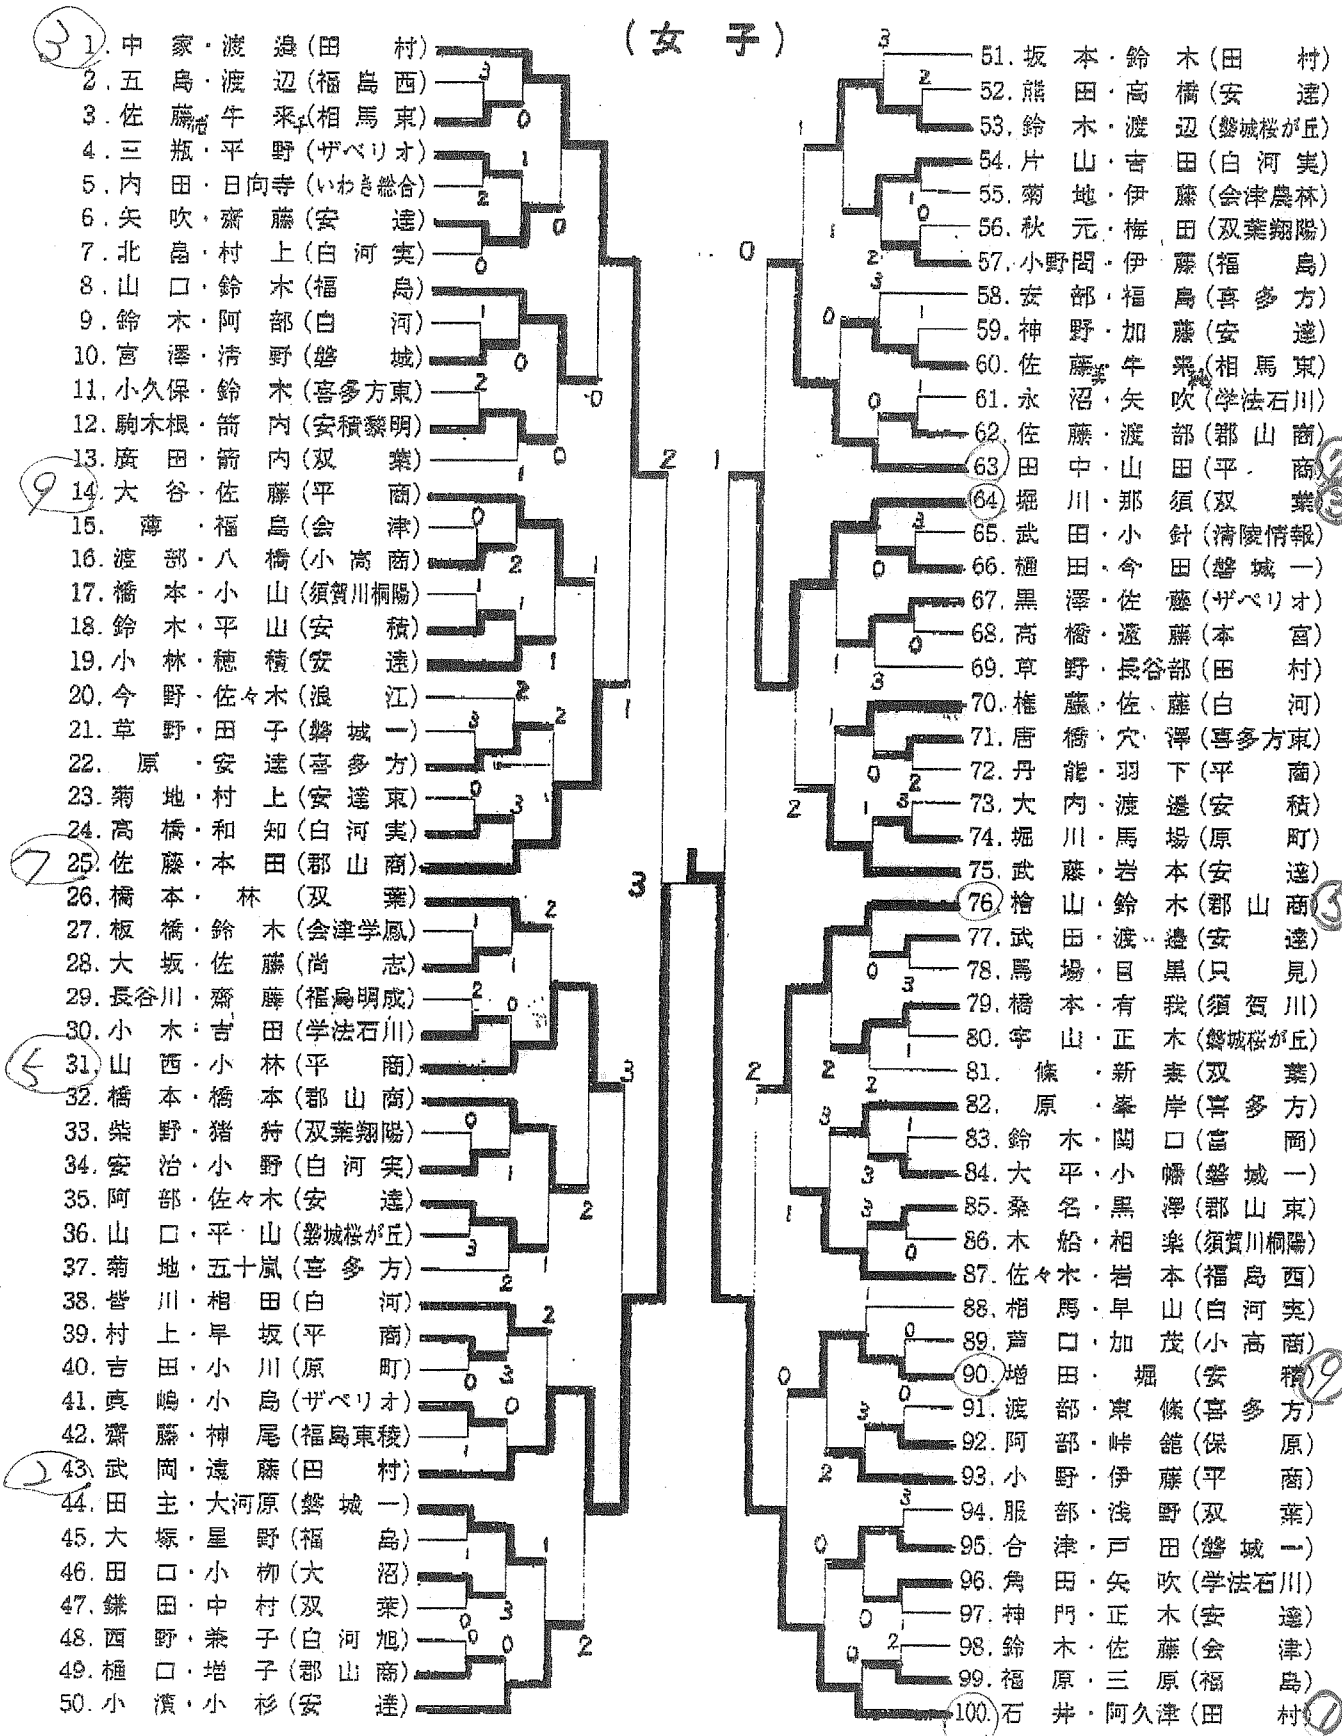 (女子)
1. 中家・渡邉(田村)
2. 五島・渡辺(福島西)
3. 佐藤・牛来(相馬東)
4. 三瓶・平野(ザベリオ)
5. 内田・日向寺(いわき総合)
6. 矢吹・齋藤(安達)
7. 北畠・村上(白河実)
8. 山口・鈴木(福島)
9. 鈴木・阿部(白河)
10. 宮澤・清野(磐城)
11. 小久保・鈴木(喜多方東)
12. 駒木根・箭内(安積黎明)
13. 廣田・箭内(双葉)
14. 大谷・佐藤(平商)
15. 薄・福島(会津)
16. 渡部・八橋(小高商)
17. 橋本・小山(須賀川桐陽)
18. 鈴木・平山(安積)
19. 小林・穂積(安達)
20. 今野・佐々木(浪江)
21. 草野・田子(磐城一)
22. 原・安達(喜多方)
23. 菊地・村上(安達東)
24. 高橋・和知(白河実)
25. 佐藤・本田(郡山商)
26. 橋本・林(双葉)
27. 板橋・鈴木(会津学鳳)
28. 大坂・佐藤(尚志)
29. 長谷川・齋藤(福島明成)
30. 小木・吉田(学法石川)
31. 山西・小林(平商)
32. 橋本・橋本(郡山商)
33. 柴野・猪狩(双葉翔陽)
34. 安治・小野(白河実)
35. 阿部・佐々木(安達)
36. 山口・平山(磐城桜が丘)
37. 菊地・五十嵐(喜多方)
38. 皆川・相田(白河)
39. 村上・早坂(平商)
40. 吉田・小川(原町)
41. 真嶋・小島(ザベリオ)
42. 齋藤・神尾(福島東稜)
43. 武岡・遠藤(田村)
44. 田主・大河原(磐城一)
45. 大塚・星野(福島)
46. 田口・小柳(大沼)
47. 鎌田・中村(双葉)
48. 西野・兼子(白河旭)
49. 樋口・増子(郡山商)
50. 小濱・小杉(安達)
51. 坂本・鈴木(田村)
52. 熊田・高橋(安達)
53. 鈴木・渡辺(磐城桜が丘)
54. 片山・吉田(白河実)
55. 菊地・伊藤(会津農林)
56. 秋元・梅田(双葉翔陽)
57. 小野間・伊藤(福島)
58. 安部・福島(喜多方)
59. 神野・加藤(安達)
60. 佐藤・牛来(相馬東)
61. 永沼・矢吹(学法石川)
62. 佐藤・渡部(郡山商)
63. 田中・山田(平商)
64. 堀川・那須(双葉)
65. 武田・小針(清陵情報)
66. 樋田・今田(磐城一)
67. 黒澤・佐藤(ザベリオ)
68. 高橋・遠藤(本宮)
69. 草野・長谷部(田村)
70. 権藤・佐藤(白河)
71. 唐橋・穴澤(喜多方東)
72. 丹能・羽下(平商)
73. 大内・渡邉(安積)
74. 堀川・馬場(原町)
75. 武藤・岩本(安達)
76. 檜山・鈴木(郡山商)
77. 武田・渡邉(安達)
78. 馬場・目黒(只見)
79. 橋本・有我(須賀川)
80. 宇山・正木(磐城桜が丘)
81. 條・新妻(双葉)
82. 原・峯岸(喜多方)
83. 鈴木・関口(富岡)
84. 大平・小幡(磐城一)
85. 桑名・黒澤(郡山東)
86. 木船・相楽(須賀川桐陽)
87. 佐々木・岩本(福島西)
88. 相馬・早山(白河実)
89. 芦口・加茂(小高商)
90. 増田・堀(安積)
91. 渡部・東條(喜多方)
92. 阿部・峠舘(保原)
93. 小野・伊藤(平商)
94. 服部・浅野(双葉)
95. 合津・戸田(磐城一)
96. 角田・矢吹(学法石川)
97. 神門・正木(安達)
98. 鈴木・佐藤(会津)
99. 福原・三原(福島)
100. 石井・阿久津(田村)